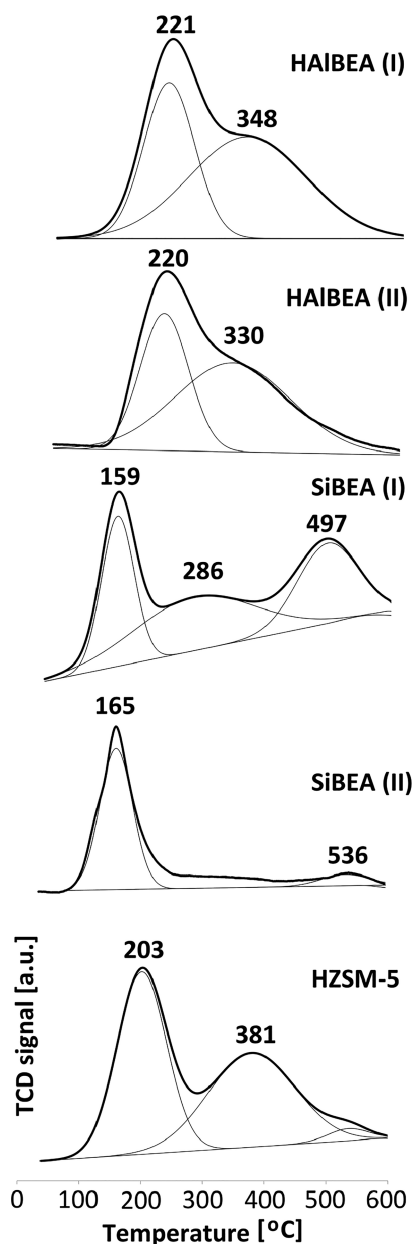 221
HAlBEA (I)
348
220
HAlBEA (II)
330
159
SiBEA (I)
497
286
165
SiBEA (II)
536
203
HZSM-5
381
TCD signal [a.u.]
0 100 200 300 400 500 600
Temperature [ºC]